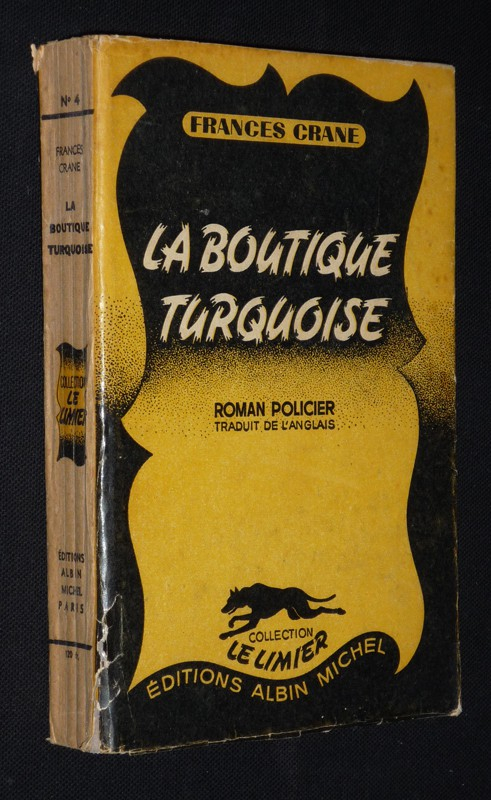 Nº 4
FRANCES
CRANE
LA
BOUTIQUE
TURQUOISE
COLLECTION
LE
LIMIER
ÉDITIONS
ALBIN
MICHEL
PARIS
FRANCES CRANE
LA BOUTIQUE
TURQUOISE
ROMAN POLICIER
TRADUIT DE L'ANGLAIS
COLLECTION
LE LIMIER
ÉDITIONS ALBIN MICHEL